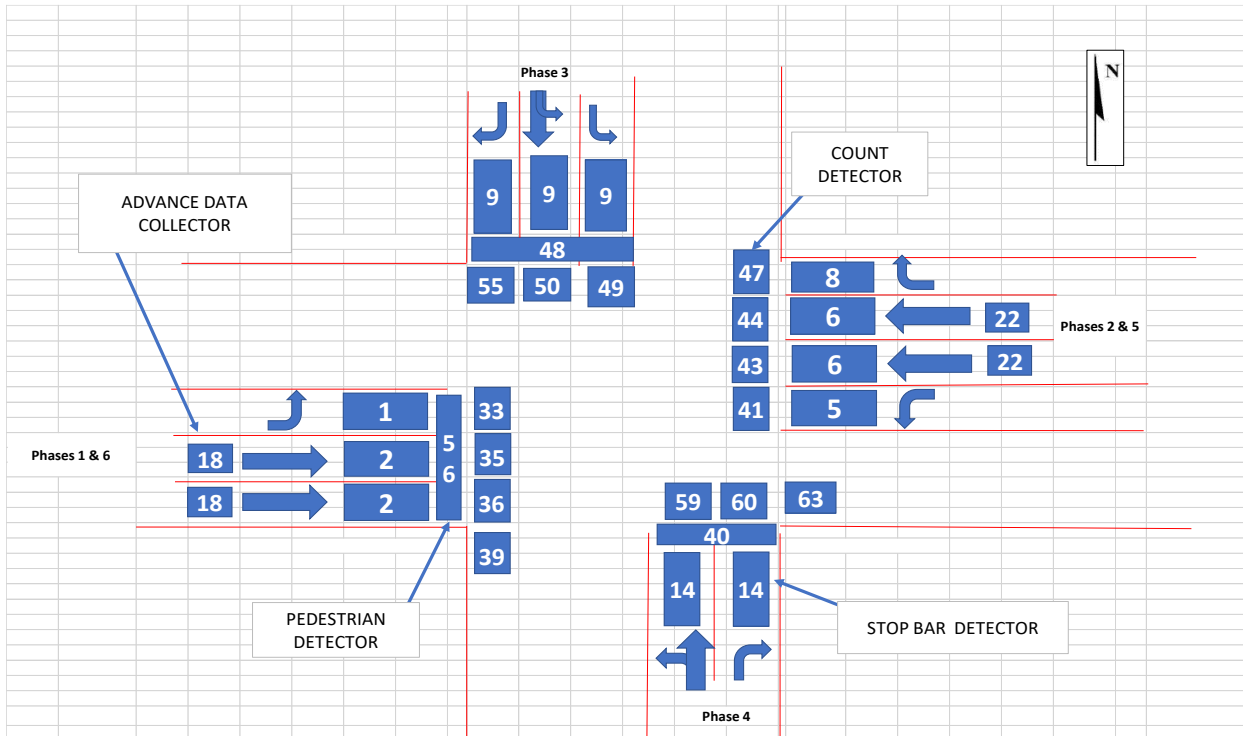 Phase 3
N
COUNT
DETECTOR
ADVANCE DATA
COLLECTOR
9 9 9
48
55 50 49
47 8
44 6 22
Phases 2 & 5
43 6 22
41 5
1 33
18 2 5 35
Phases 1 & 6
18 2 6 36
39
59 60 63
40
14 14
PEDESTRIAN
DETECTOR
STOP BAR DETECTOR
Phase 4